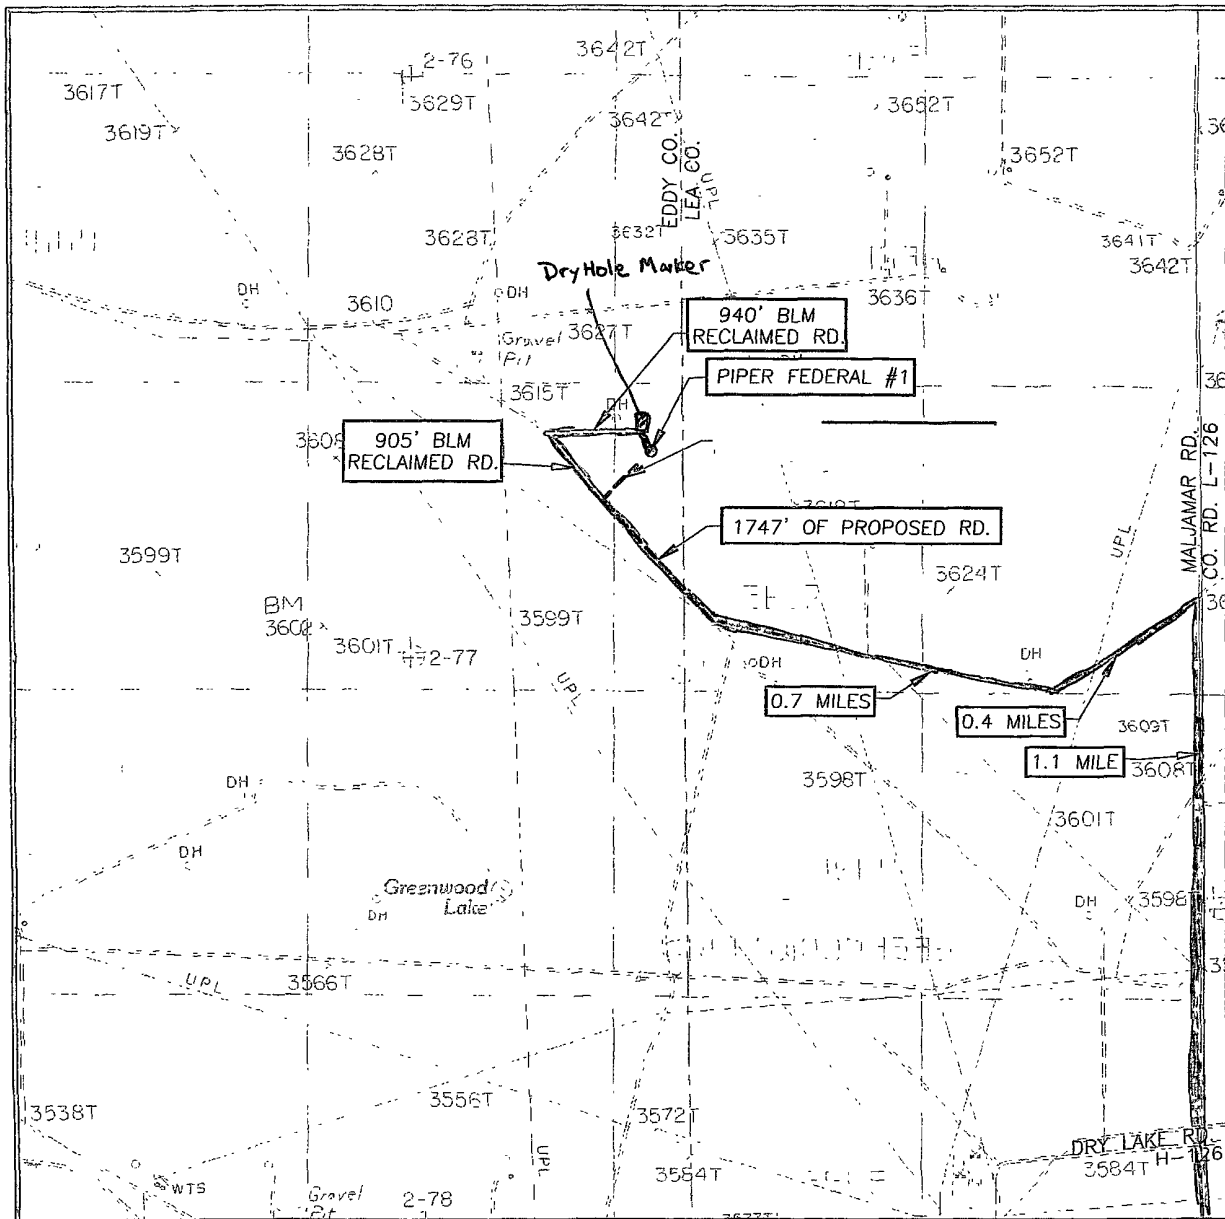 3642T
2-76
3617T
3629T
3652T
3619T
3642T
3628T
3652T
EDDY CO.
LEA CO.
UPL
3628T
3632T
3635T
3641T
3642T
Dry Hole Marker
DH
3610
DH
3636T
940' BLM
RECLAIMED RD.
3627T
Gravel
Pit
PIPER FEDERAL #1
3615T
DH
905' BLM
RECLAIMED RD.
MALJAMAR RD.
CO. RD. L-126
1747' OF PROPOSED RD.
3599T
UPL
3624T
BM
3602
3599T
3601T
2-77
UPL
DH
DH
0.7 MILES
0.4 MILES
3609T
1.1 MILE
3608T
DH
3598T
3601T
DH
Greenwood
Lake
DH
DH
3598T
UPL
3566T
3556T
3538T
3572T
DRY LAKE RD.
H-126
3584T
3584T
UPL
WTS
Gravel
Pit
2-78